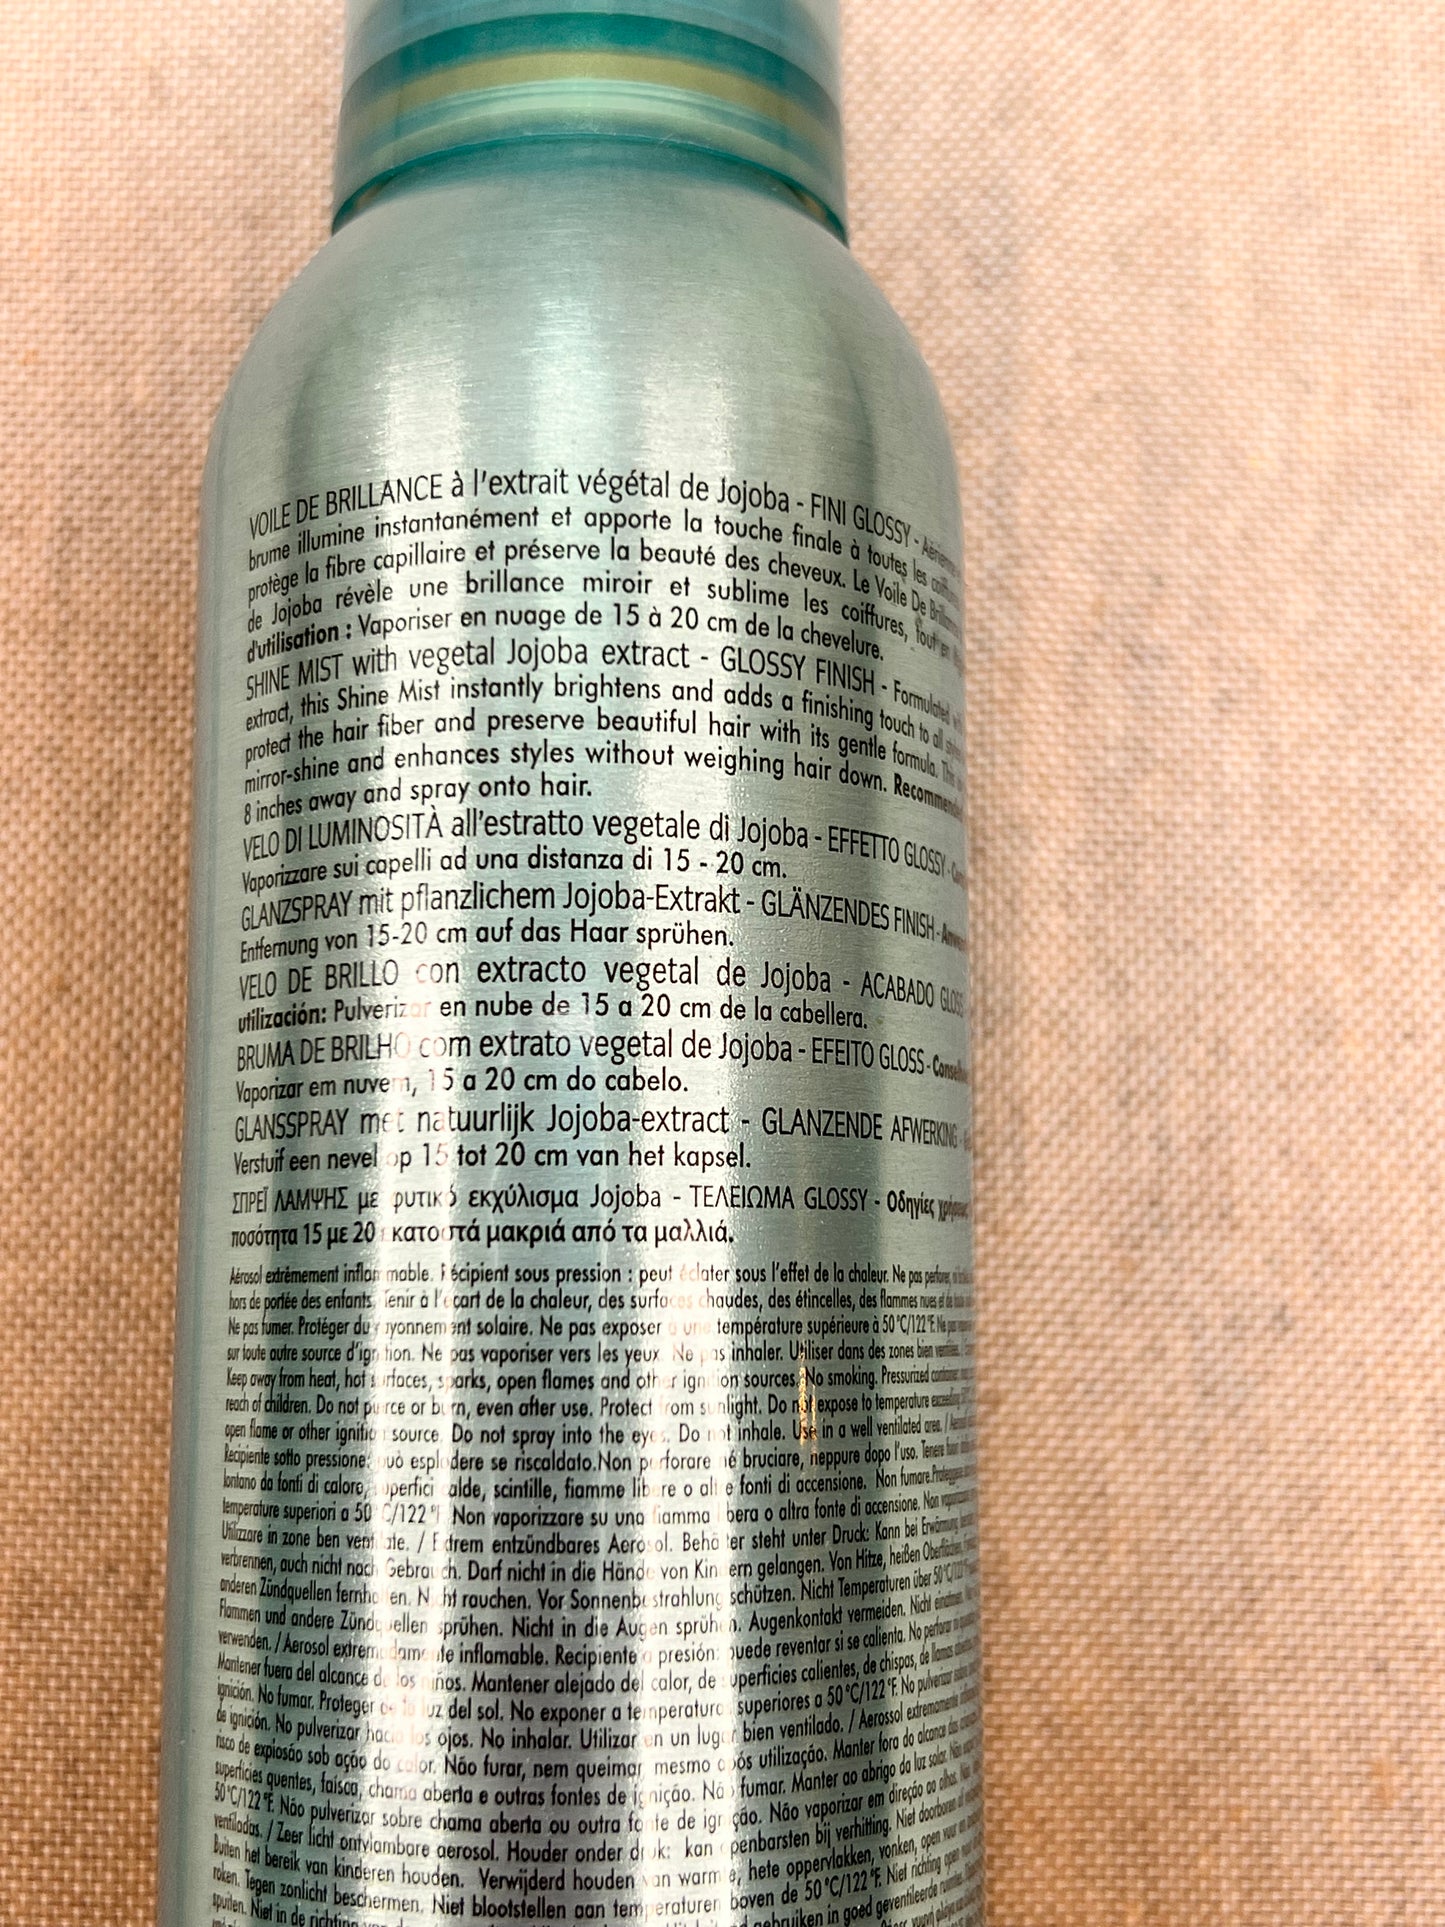 VOILE DE BRILLANCE à l'extrait végétal de Jojoba - FINI GLOSSY -
brume illumine instantanément et apporte la touche finale à toutes les
protège la fibre capillaire et préserve la beauté des cheveux. Le Voile De
de Jojoba révèle une brillance miroir et sublime les coiffures, tout en
d'utilisation : Vaporiser en nuage de 15 à 20 cm de la chevelure.
SHINE MIST with vegetal Jojoba extract - GLOSSY FINISH - Formulated
extract, this Shine Mist instantly brightens and adds a finishing touch to all
protect the hair fiber and preserve beautiful hair with its gentle formula. This
mirror-shine and enhances styles without weighing hair down.
8 inches away and spray onto hair.
VELO DI LUMINOSITÀ all'estratto vegetale di Jojoba - EFFETTO GLOSSY -
Vaporizzare sui capelli ad una distanza di 15 - 20 cm.
GLANZSPRAY mit pflanzlichem Jojoba-Extrakt - GLÄNZENDES FINISH -
Entfernung von 15-20 cm auf das Haar sprühen.
VELO DE BRILLO con extracto vegetal de Jojoba - ACABADO
utilización: Pulverizar en nube de 15 a 20 cm de la cabellera.
BRUMA DE BRILHO com extrato vegetal de Jojoba - EFEITO GLOSS -
Vaporizar em nuvem, 15 a 20 cm do cabelo.
GLANSSPRAY met natuurlijk Jojoba-extract - GLANZENDE AFWERKING -
Verstuif een nevel op 15 tot 20 cm van het kapsel.
ΣΠΡΕΪ ΛΑΜΨΗΣ με φυτικό εκχύλισμα Jojoba - ΤΕΛΕΙΩΜΑ GLOSSY - Οδηγίες
ποσότητα 15 με 20 εκατοστά μακριά από τα μαλλιά.
Aérosol extrêmement inflammable. Récipient sous pression : peut éclater sous l'effet de la chaleur. Ne pas perforer,
hors de portée des enfants. Tenir à l'écart de la chaleur, des surfaces chaudes, des étincelles, des flammes nues et de
Ne pas fumer. Protéger du rayonnement solaire. Ne pas exposer à une température supérieure à 50°C/122°F. Ne pas
sur toute autre source d'ignition. Ne pas vaporiser vers les yeux. Ne pas inhaler. Utiliser dans des zones bien ventilées. /
Keep away from heat, hot surfaces, sparks, open flames and other ignition sources. No smoking. Pressurized container:
reach of children. Do not pierce or burn, even after use. Protect from sunlight. Do not expose to temperature exceeding
open flame or other ignition source. Do not spray into the eyes. Do not inhale. Use in a well ventilated area. / Aerosol
Recipiente sotto pressione: può esplodere se riscaldato.Non perforare né bruciare, neppure dopo l'uso. Tenere fuori
lontano da fonti di calore, superfici calde, scintille, fiamme libere o altre fonti di accensione. Non fumare.Proteggere
temperature superiori a 50°C/122°F. Non vaporizzare su una fiamma libera o altra fonte di accensione. Non vaporizzare
Utilizzare in zone ben ventilate. / Extrem entzündbares Aerosol. Behälter steht unter Druck: Kann bei Erwärmung
verbrennen, auch nicht nach Gebrauch. Darf nicht in die Hände von Kindern gelangen. Von Hitze, heißen Oberflächen,
anderen Zündquellen fernhalten. Nicht rauchen. Vor Sonnenbestrahlung schützen. Nicht Temperaturen über 50°C/122°F
Flammen und andere Zündquellen sprühen. Nicht in die Augen sprühen. Augenkontakt vermeiden. Nicht einatmen.
verwenden. / Aerosol extremadamente inflamable. Recipiente a presión: puede reventar si se calienta. No perforar
Mantener fuera del alcance de los niños. Mantener alejado del calor, de superficies calientes, de chispas, de llamas
ignición. No fumar. Proteger de la luz del sol. No exponer a temperaturas superiores a 50°C/122°F. No pulverizar
de ignición. No pulverizar hacia los ojos. No inhalar. Utilizar en un lugar bien ventilado. / Aerossol extremamente
risco de explosão sob ação do calor. Não furar, nem queimar mesmo após utilização. Manter fora do alcance das
superfícies quentes, faísca, chama aberta e outras fontes de ignição. Não fumar. Manter ao abrigo da luz solar. Não
50°C/122°F. Não pulverizar sobre chama aberta ou outra fonte de ignição. Não vaporizar em direção ao olhos.
ventiladas. / Zeer licht ontvlambare aerosol. Houder onder druk: kan openbarsten bij verhitting. Niet doorboren
Buiten het bereik van kinderen houden. Verwijderd houden van warmte, hete oppervlakken, vonken, open vuur
roken. Tegen zonlicht beschermen. Niet blootstellen aan temperaturen boven de 50°C/122°F. Niet richting open
spuiten. Niet in de richting gebruiken in goed geventileerde ruimtes.